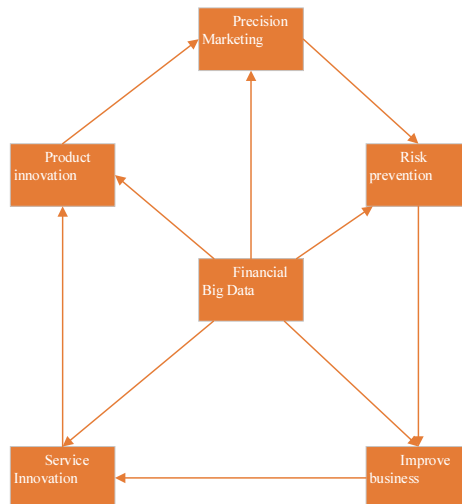 Precision
Marketing
Product
innovation
Risk
prevention
Financial
Big Data
Service
Innovation
Improve
business